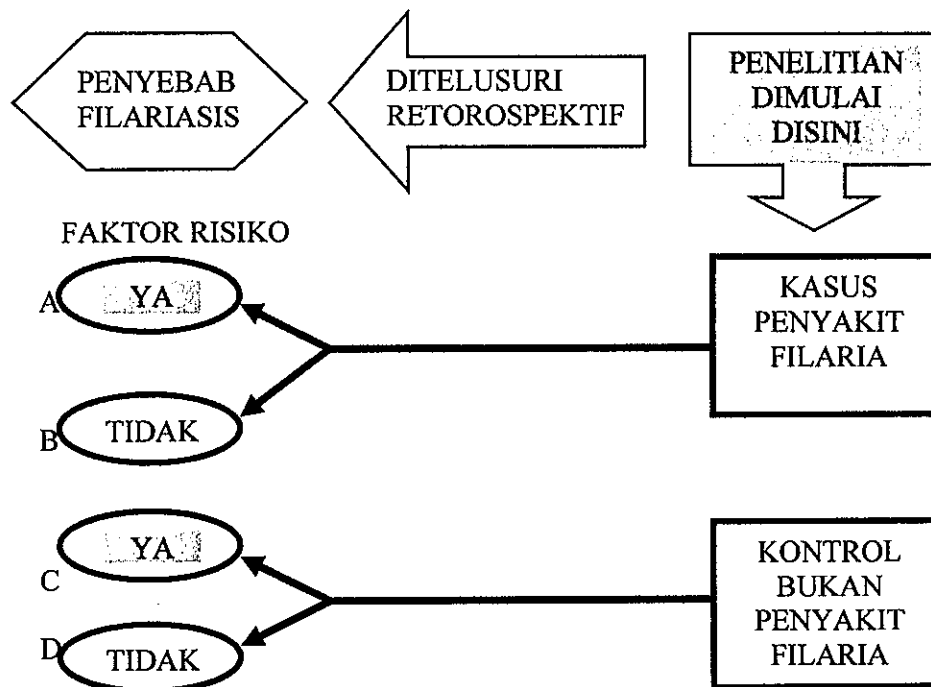 PENYEBAB
FILARIASIS
DITELUSURI
RETOROSPEKTIF
PENELITIAN
DIMULAI
DISINI
FAKTOR RISIKO
A YA
B TIDAK
KASUS
PENYAKIT
FILARIA
C YA
D TIDAK
KONTROL
BUKAN
PENYAKIT
FILARIA